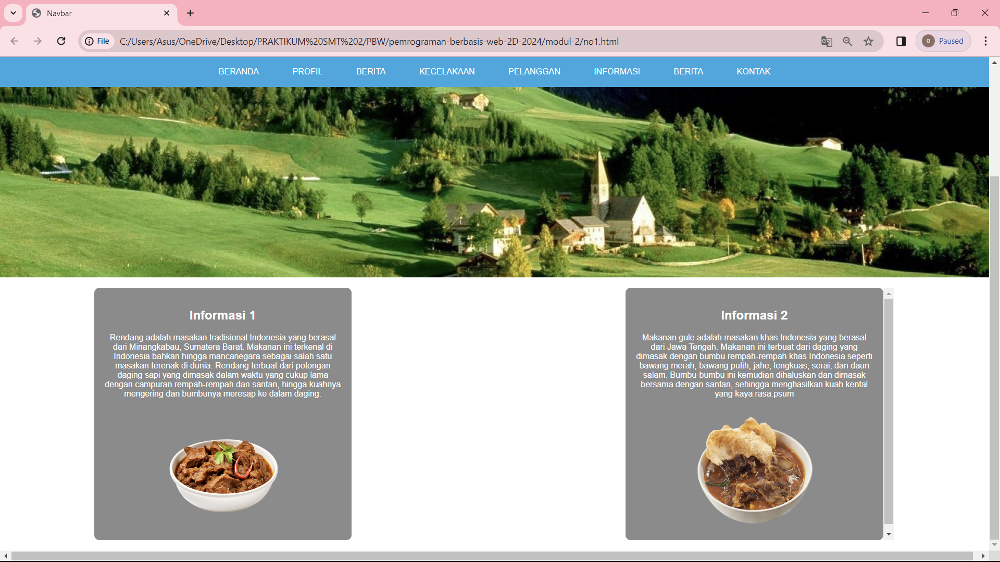 Navbar
File
C:/Users/Asus/OneDrive/Desktop/PRAKTIKUM%20SMT%202/PBW/pemrograman-berbasis-web-2D-2024/modul-2/no1.html
O
Paused
BERANDA PROFIL BERITA KECELAKAAN PELANGGAN INFORMASI BERITA KONTAK
Informasi 1
Rendang adalah masakan tradisional Indonesia yang berasal
dari Minangkabau, Sumatera Barat. Makanan ini terkenal di
Indonesia bahkan hingga mancanegara sebagai salah satu
masakan terenak di dunia. Rendang terbuat dari potongan
daging sapi yang dimasak dalam waktu yang cukup lama
dengan campuran rempah-rempah dan santan, hingga kuahnya
mengering dan bumbunya meresap ke dalam daging.
Informasi 2
Makanan gule adalah masakan khas Indonesia yang berasal
dari Jawa Tengah. Makanan ini terbuat dari daging yang
dimasak dengan bumbu rempah-rempah khas Indonesia seperti
bawang merah, bawang putih, jahe, lengkuas, serai, dan daun
salam. Bumbu-bumbu ini kemudian dihaluskan dan dimasak
bersama dengan santan, sehingga menghasilkan kuah kental
yang kaya rasa.psum